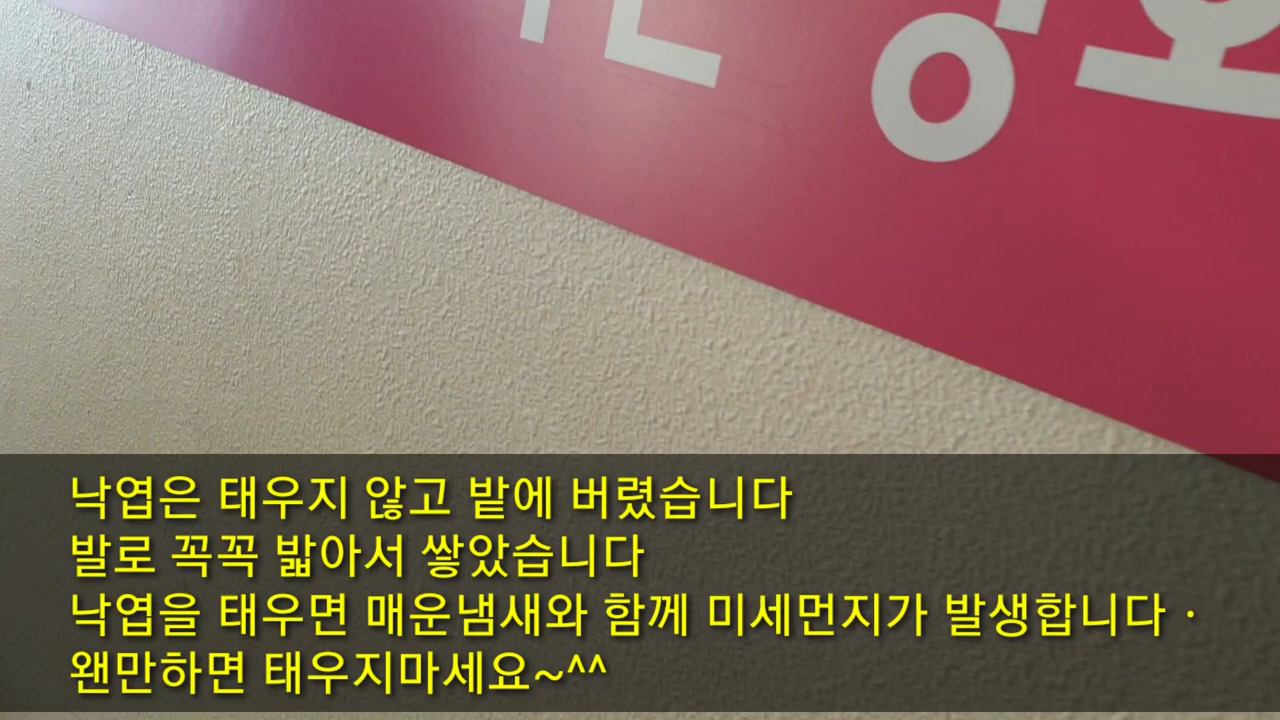 낙엽은 태우지 않고 밭에 버렸습니다
발로 꼭꼭 밟아서 쌓았습니다
낙엽을 태우면 매운냄새와 함께 미세먼지가 발생합니다 ·
왠만하면 태우지마세요~^^